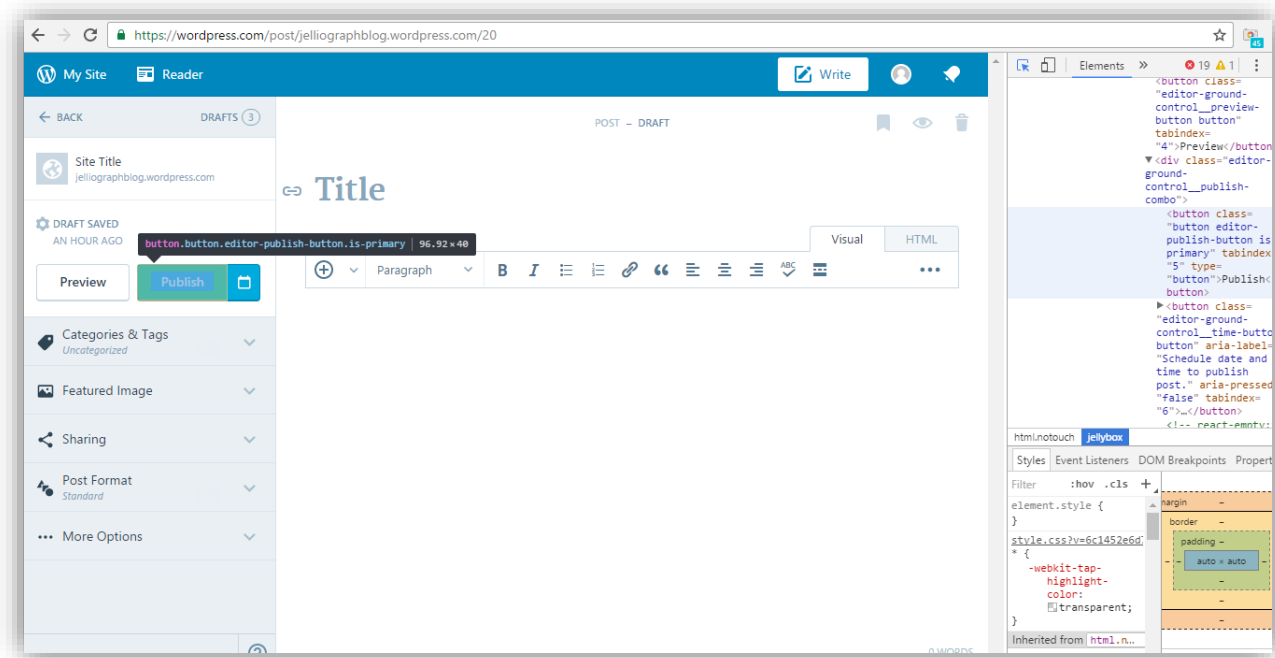 https://wordpress.com/post/jelliographblog.wordpress.com/20
45
My Site
Reader
Write
BACK
DRAFTS 3
Site Title
jelliographblog.wordpress.com
DRAFT SAVED
AN HOUR AGO
button.button.editor-publish-button.is-primary | 96.92 × 40
Preview
Publish
Categories & Tags
Uncategorized
Featured Image
Sharing
Post Format
Standard
More Options
POST – DRAFT
Title
Visual
HTML
Paragraph
B I ABC
0 WORDS
Elements » 19 1
<button class=
"editor-ground-
control__preview-
button button"
tabindex=
"4">Preview</button
<div class="editor-
ground-
control__publish-
combo">
<button class=
"button editor-
publish-button is
primary" tabindex
"5" type=
"button">Publish<
button>
<button class=
"editor-ground-
control__time-butto
button" aria-label=
"Schedule date and
time to publish
post." aria-pressed
"false" tabindex=
"6">…</button>
<!-- react-empty:
html.notouch jellybox
Styles Event Listeners DOM Breakpoints Propert
Filter :hov .cls +
element.style {
}
style.css?v=6c1452e6d
* {
-webkit-tap-
highlight-
color:
transparent;
}
Inherited from html.n…
margin –
border –
padding –
– – auto × auto –
–
–
–